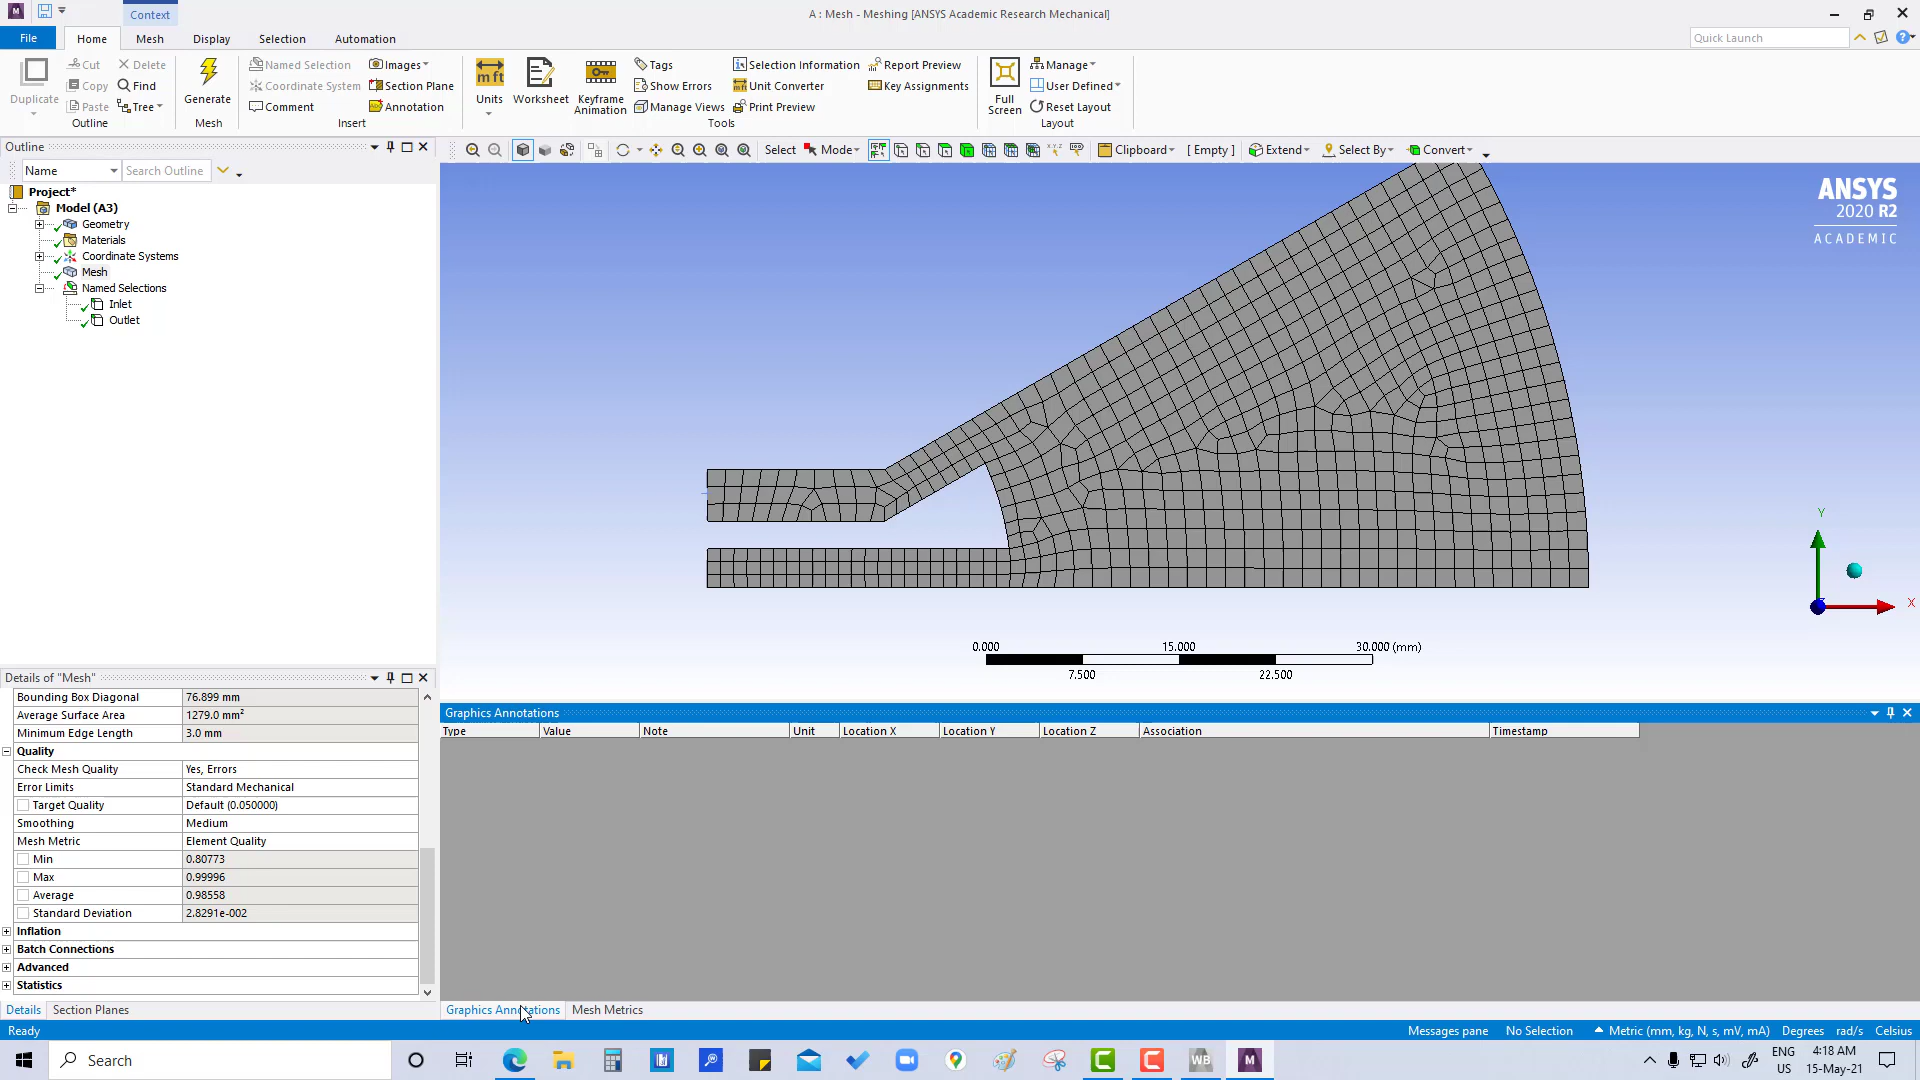 Context
A : Mesh - Meshing [ANSYS Academic Research Mechanical]
File Home Mesh Display Selection Automation
Quick Launch
Duplicate
Cut
Copy
Paste
Delete
Find
Tree
Outline
Generate
Mesh
Named Selection
Coordinate System
Comment
Images
Section Plane
Annotation
Insert
Units
Worksheet
Keyframe
Animation
Tags
Show Errors
Manage Views
Selection Information
Unit Converter
Print Preview
Report Preview
Key Assignments
Tools
Full
Screen
Manage
User Defined
Reset Layout
Layout
Outline
Name Search Outline
Select Mode Clipboard [ Empty ] Extend Select By Convert
Project*
Model (A3)
Geometry
Materials
Coordinate Systems
Mesh
Named Selections
Inlet
Outlet
ANSYS
2020 R2
ACADEMIC
Y
X
0.000 15.000 30.000 (mm)
7.500 22.500
Details of "Mesh"
Bounding Box Diagonal 76.899 mm
Average Surface Area 1279.0 mm²
Minimum Edge Length 3.0 mm
Quality
Check Mesh Quality Yes, Errors
Error Limits Standard Mechanical
Target Quality Default (0.050000)
Smoothing Medium
Mesh Metric Element Quality
Min 0.80773
Max 0.99996
Average 0.98558
Standard Deviation 2.8291e-002
Inflation
Batch Connections
Advanced
Statistics
Details Section Planes
Graphics Annotations
Type Value Note Unit Location X Location Y Location Z Association Timestamp
Graphics Annotations Mesh Metrics
Ready
Messages pane No Selection Metric (mm, kg, N, s, mV, mA) Degrees rad/s Celsius
Search
WB
M
ENG
US
4:18 AM
15-May-21